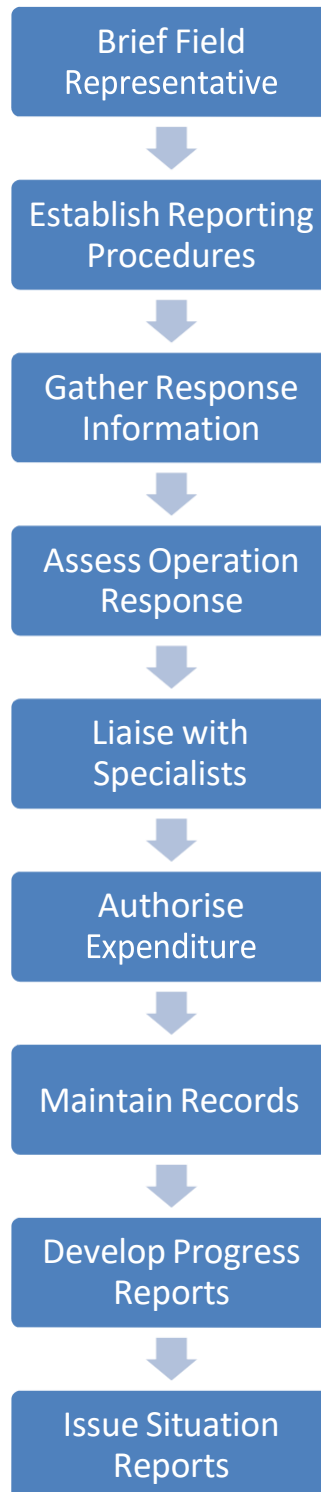 Brief Field
Representative
Establish Reporting
Procedures
Gather Response
Information
Assess Operation
Response
Liaise with
Specialists
Authorise
Expenditure
Maintain Records
Develop Progress
Reports
Issue Situation
Reports